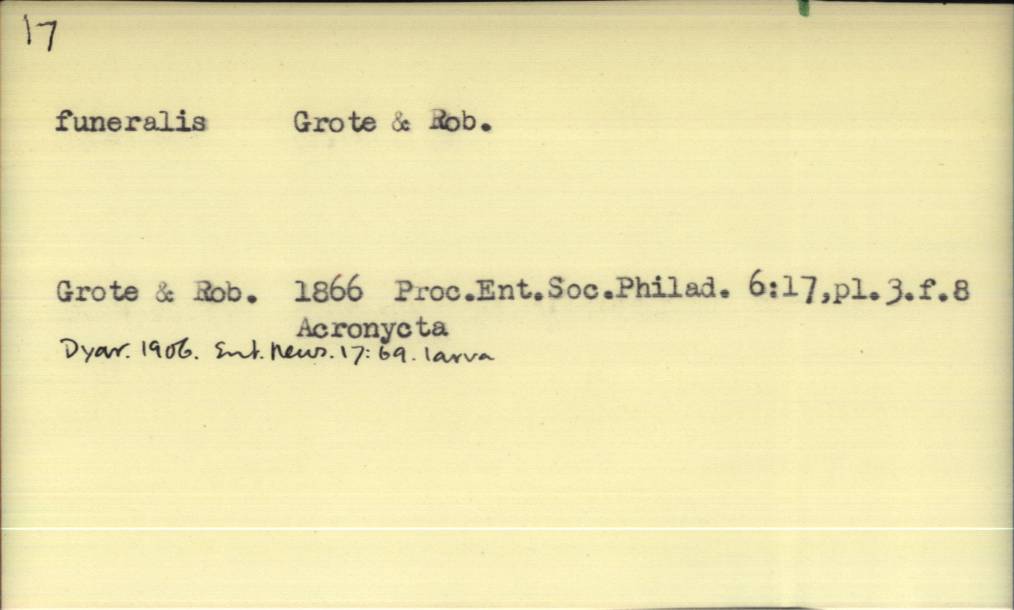 17
funeralis Grote & Rob.
Grote & Rob. 1866 Proc.Ent.Soc.Philad. 6:17,pl.3.f.8
Acronycta
Dyar. 1906. Ent. News. 17: 69. larva